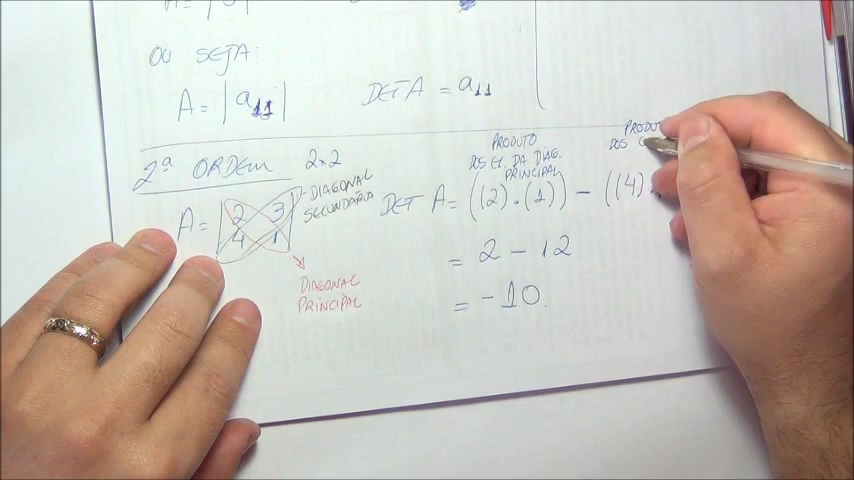 OU SEJA:
A = | a11 | DET A = a11
2ª ORDEM 2x2
PRODUTO
DOS EL. DA DIAG.
PRINCIPAL
PRODUTO
DOS
A = | 2 3 |
| 4 1 |
- DIAGONAL
SECUNDÁRIA
DET A = ((2) . (1)) - ((4) .
= 2 - 12
= -10.
DIAGONAL
PRINCIPAL